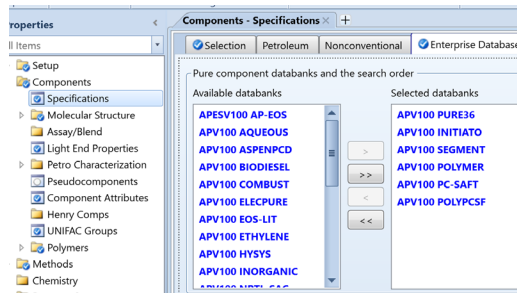 Properties
Components - Specifications × +
All Items
Selection Petroleum Nonconventional Enterprise Database
Setup
Components
Specifications
Molecular Structure
Assay/Blend
Light End Properties
Petro Characterization
Pseudocomponents
Component Attributes
Henry Comps
UNIFAC Groups
Polymers
Methods
Chemistry
Pure component databanks and the search order
Available databanks
APESV100 AP-EOS
APV100 AQUEOUS
APV100 ASPENPCD
APV100 BIODIESEL
APV100 COMBUST
APV100 ELECPURE
APV100 EOS-LIT
APV100 ETHYLENE
APV100 HYSYS
APV100 INORGANIC
APV100 NRTL-SAC
>
>>
<
<<
Selected databanks
APV100 PURE36
APV100 INITIATO
APV100 SEGMENT
APV100 POLYMER
APV100 PC-SAFT
APV100 POLYPCSF